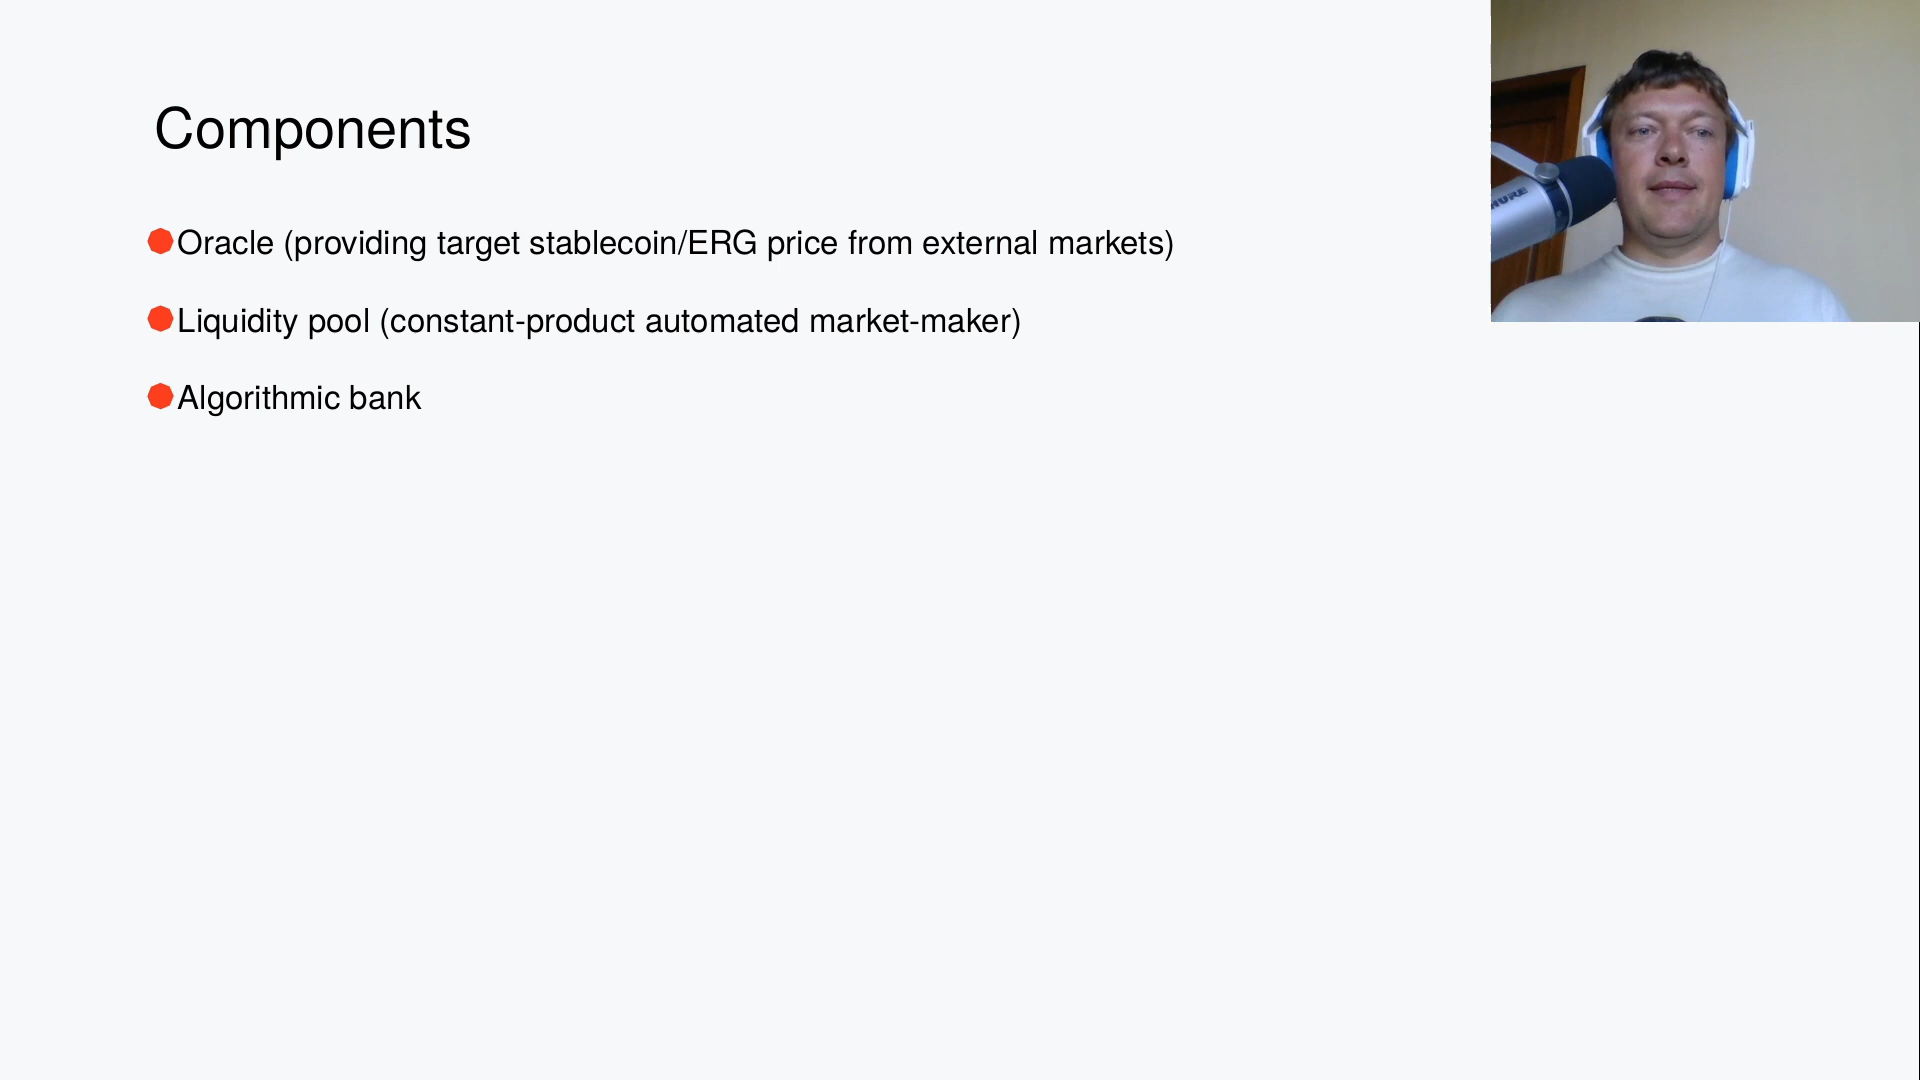 Components
Oracle (providing target stablecoin/ERG price from external markets)
Liquidity pool (constant-product automated market-maker)
Algorithmic bank